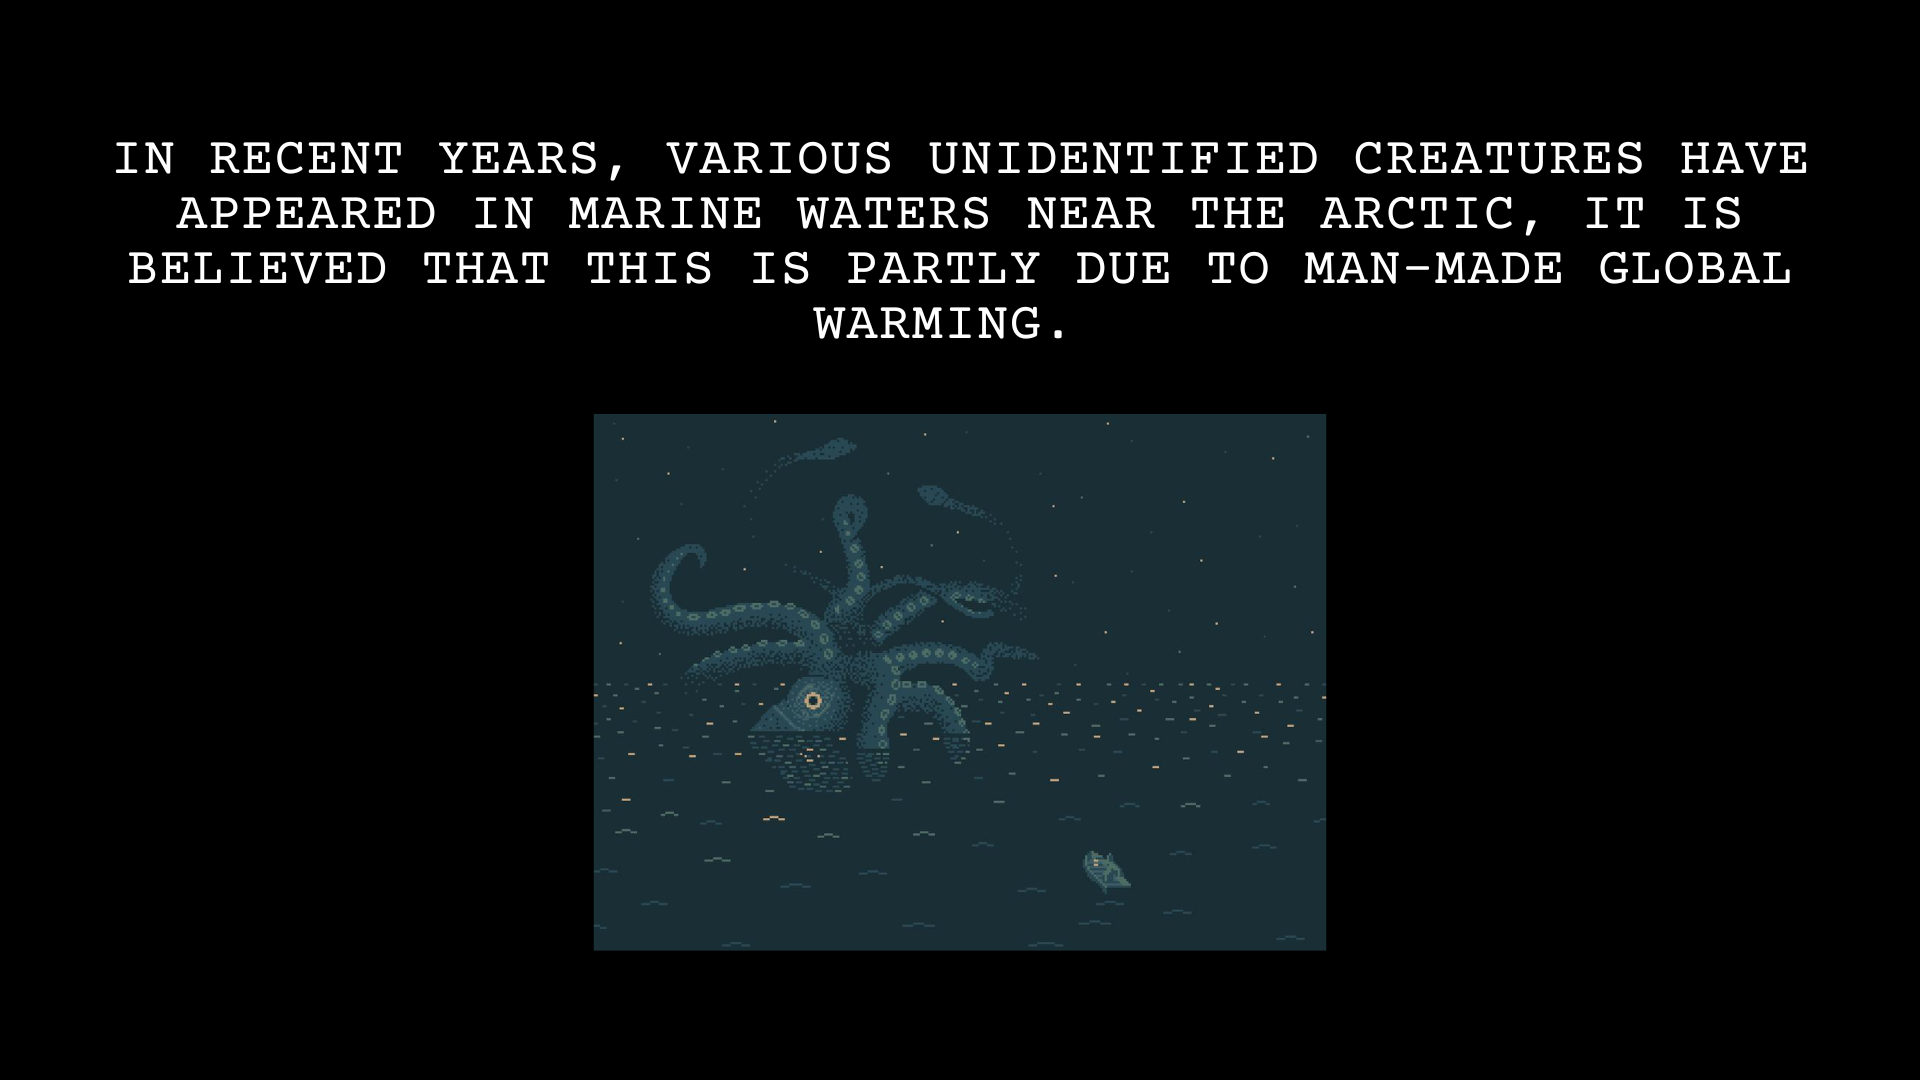 IN RECENT YEARS, VARIOUS UNIDENTIFIED CREATURES HAVE
APPEARED IN MARINE WATERS NEAR THE ARCTIC, IT IS
BELIEVED THAT THIS IS PARTLY DUE TO MAN-MADE GLOBAL
WARMING.